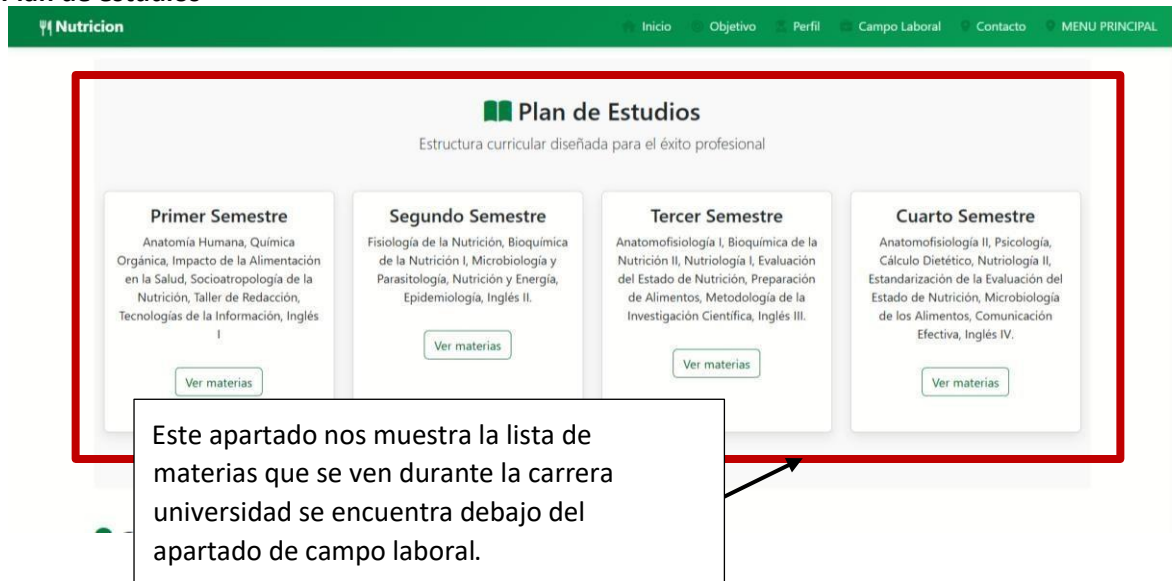 Plan de estudios
Nutricion
Inicio
Objetivo
Perfil
Campo Laboral
Contacto
MENU PRINCIPAL
Plan de Estudios
Estructura curricular diseñada para el éxito profesional
Primer Semestre
Anatomía Humana, Química
Orgánica, Impacto de la Alimentación
en la Salud, Socioatropología de la
Nutrición, Taller de Redacción,
Tecnologías de la Información, Inglés
I
Ver materias
Segundo Semestre
Fisiología de la Nutrición, Bioquímica
de la Nutrición I, Microbiología y
Parasitología, Nutrición y Energía,
Epidemiología, Inglés II.
Ver materias
Tercer Semestre
Anatomofisiología I, Bioquímica de la
Nutrición II, Nutriología I, Evaluación
del Estado de Nutrición, Preparación
de Alimentos, Metodología de la
Investigación Científica, Inglés III.
Ver materias
Cuarto Semestre
Anatomofisiología II, Psicología,
Cálculo Dietético, Nutriología II,
Estandarización de la Evaluación del
Estado de Nutrición, Microbiología
de los Alimentos, Comunicación
Efectiva, Inglés IV.
Ver materias
Este apartado nos muestra la lista de
materias que se ven durante la carrera
universidad se encuentra debajo del
apartado de campo laboral.